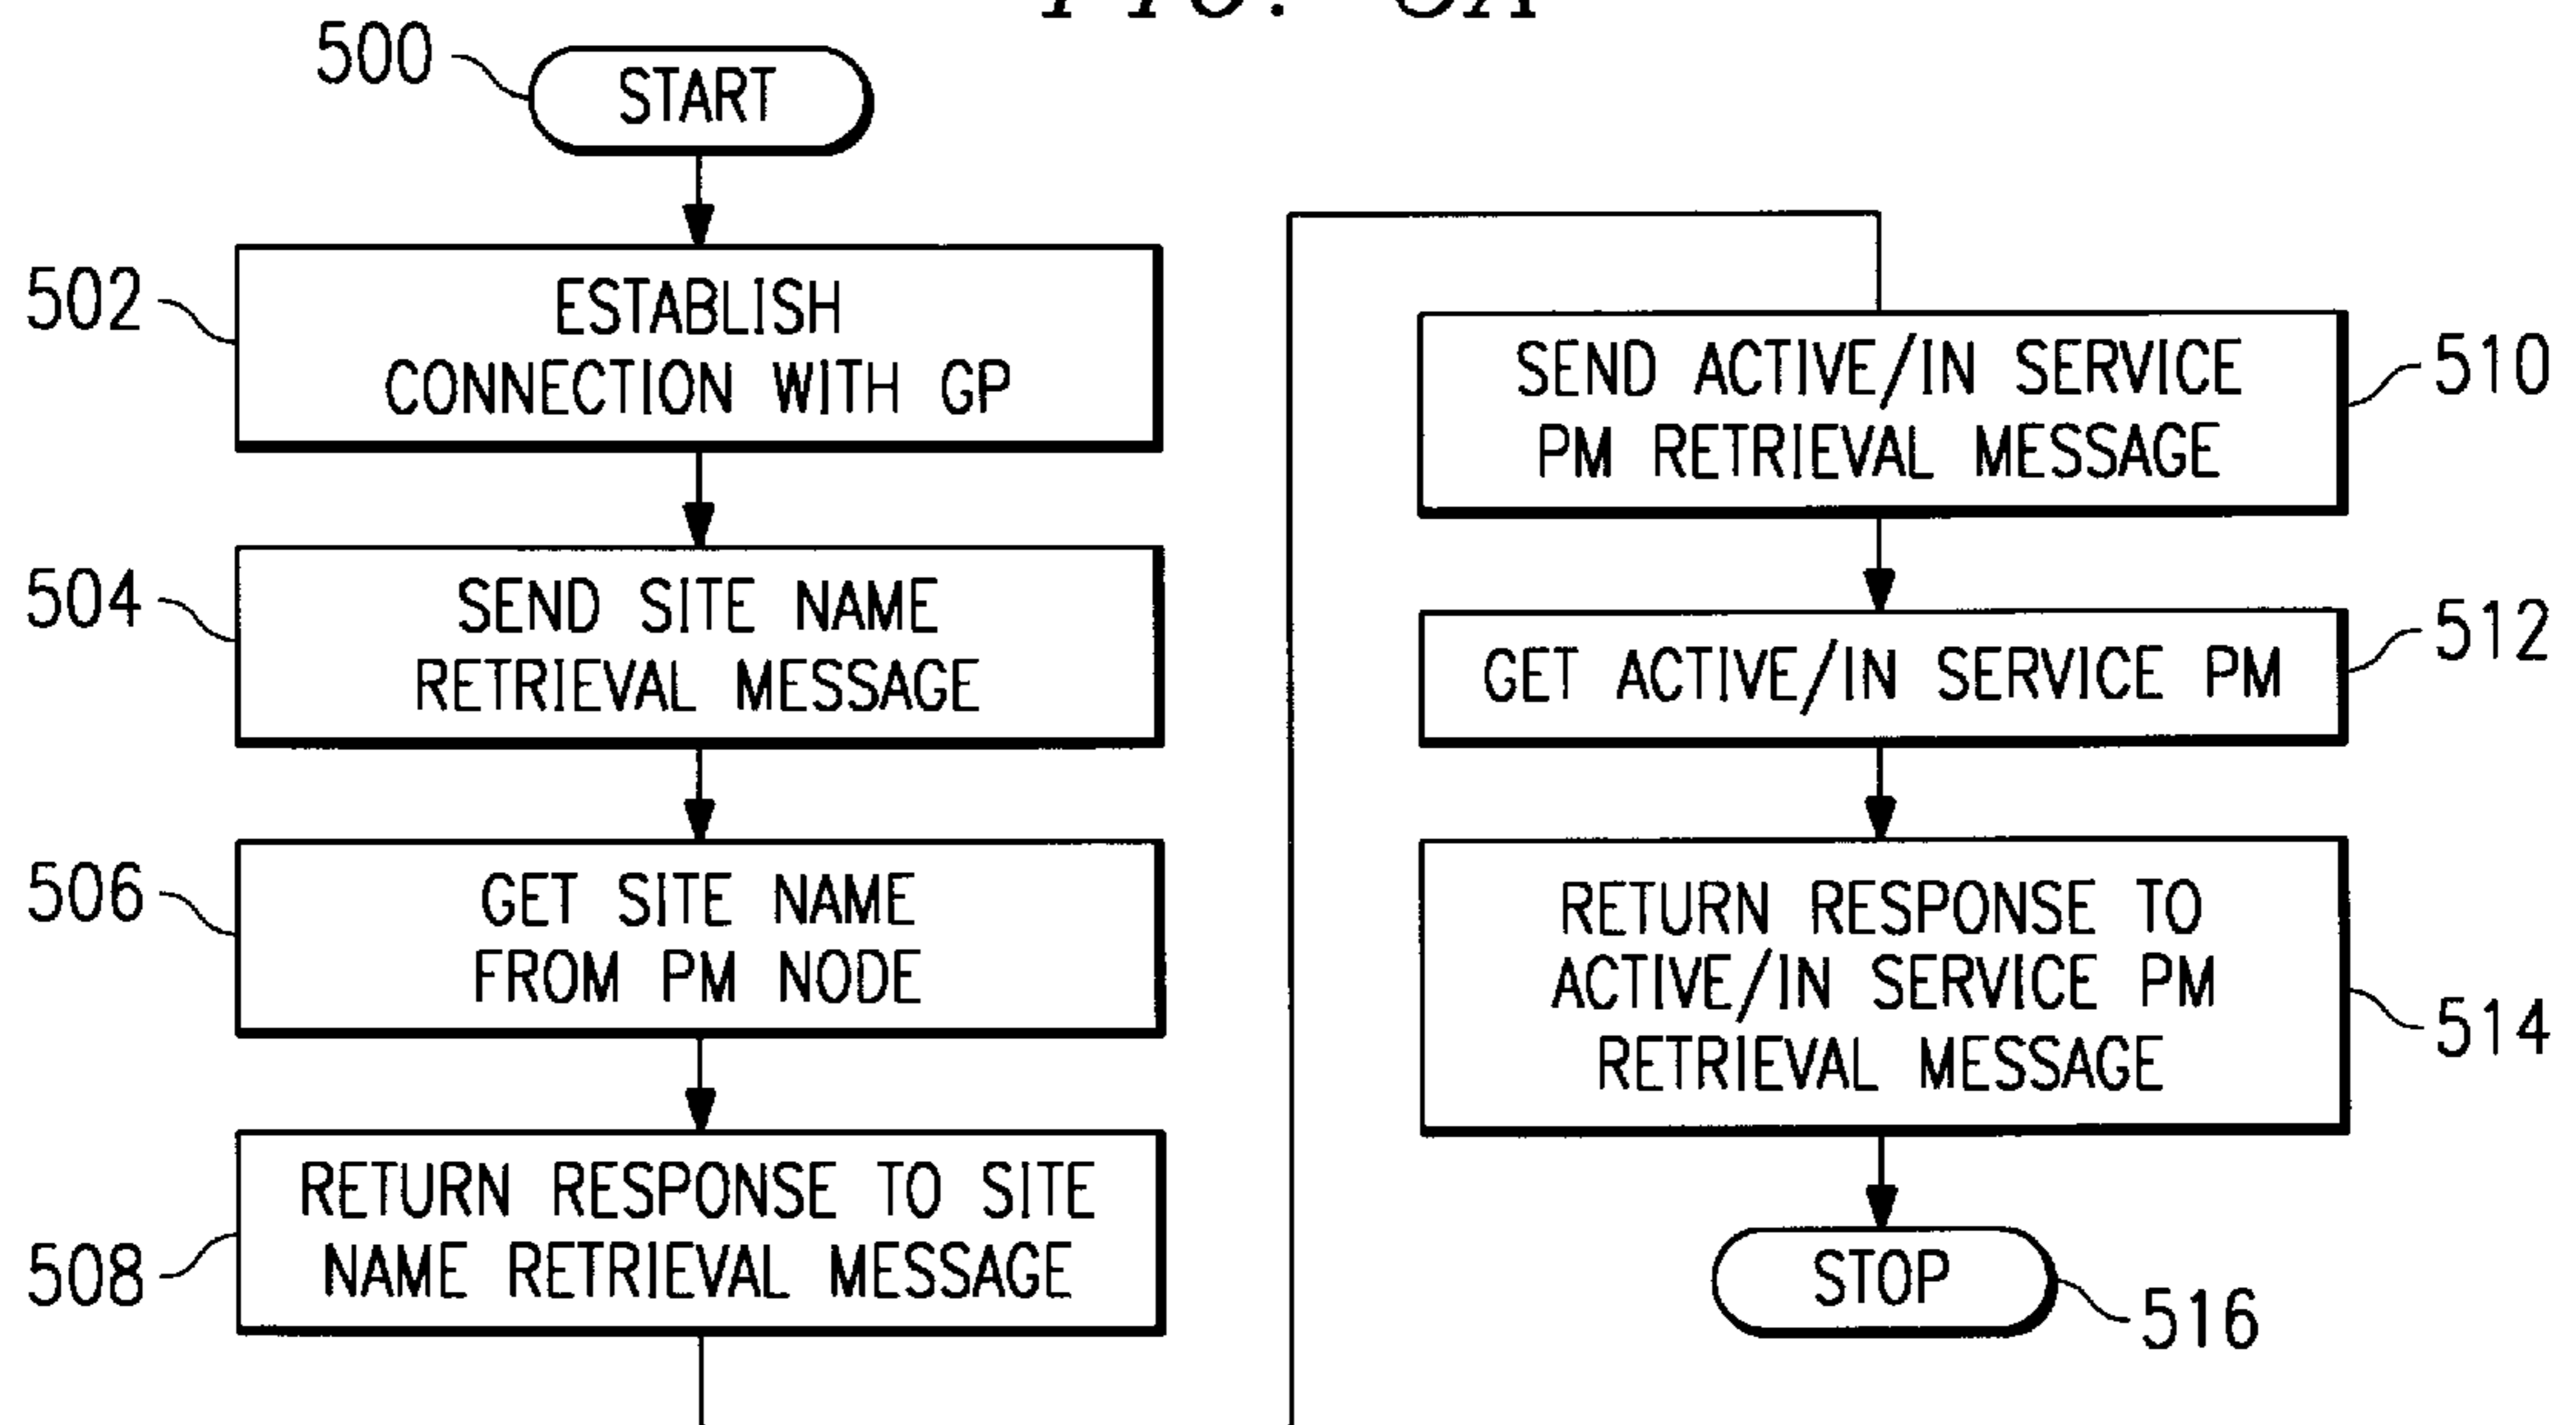 500
START
502
ESTABLISH
CONNECTION WITH GP
504
SEND SITE NAME
RETRIEVAL MESSAGE
506
GET SITE NAME
FROM PM NODE
508
RETURN RESPONSE TO SITE
NAME RETRIEVAL MESSAGE
SEND ACTIVE/IN SERVICE
PM RETRIEVAL MESSAGE
510
GET ACTIVE/IN SERVICE PM
512
RETURN RESPONSE TO
ACTIVE/IN SERVICE PM
RETRIEVAL MESSAGE
514
STOP
516